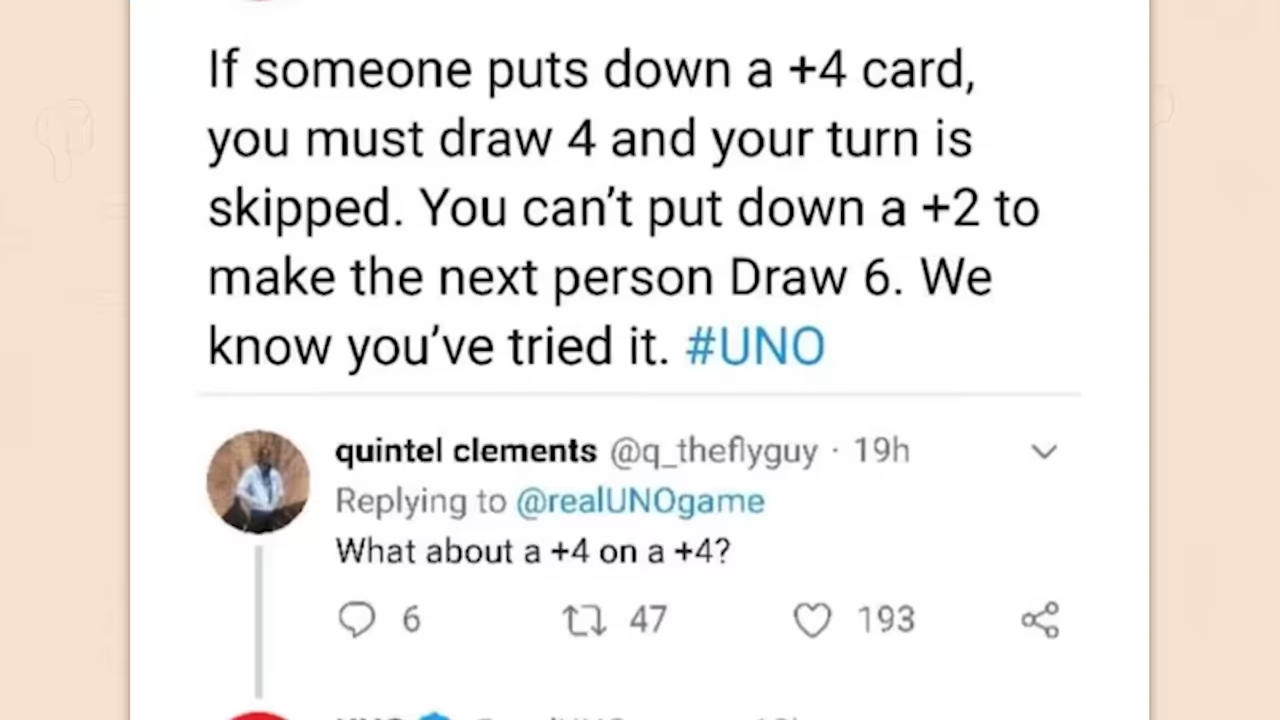 If someone puts down a +4 card,
you must draw 4 and your turn is
skipped. You can't put down a +2 to
make the next person Draw 6. We
know you've tried it. #UNO
quintel clements @q_theflyguy · 19h
Replying to @realUNOgame
What about a +4 on a +4?
6 47 193